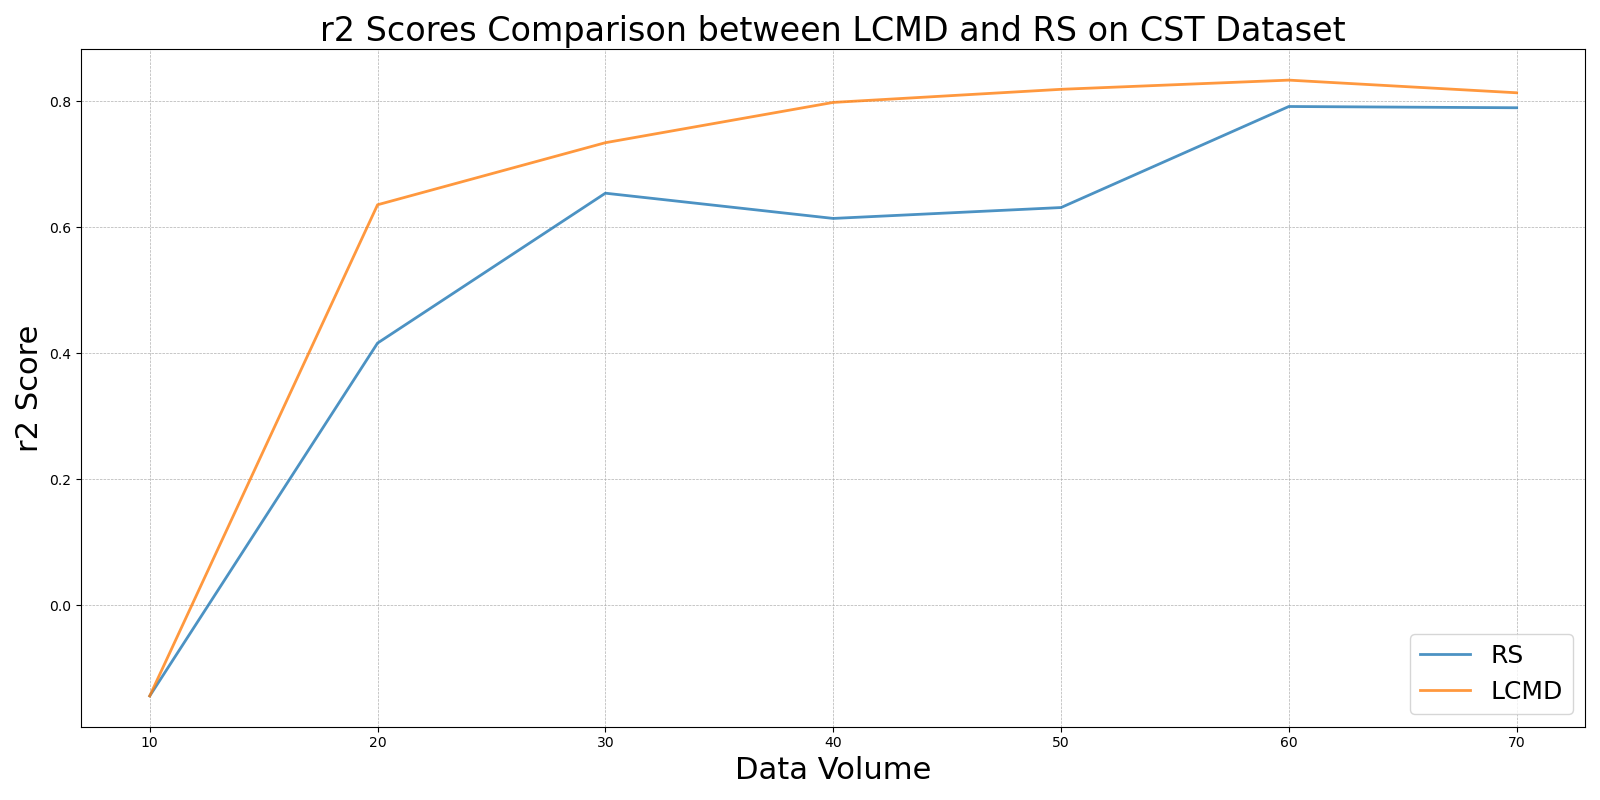 r2 Scores Comparison between LCMD and RS on CST Dataset
0.8
0.6
0.4
0.2
0.0
r2 Score
10 20 30 40 50 60 70
Data Volume
RS
LCMD